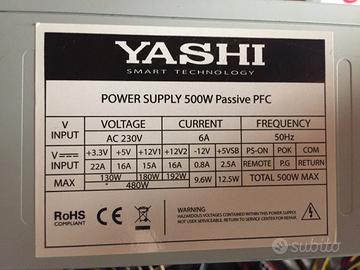 YASHI
SMART TECHNOLOGY
POWER SUPPLY 500W Passive PFC
V INPUT VOLTAGE CURRENT FREQUENCY
AC 230V 6A 50Hz
V INPUT +3.3V +5V +12V1 +12V2 -12V +5VSB PS-ON POK COM
22A 16A 15A 16A 0.8A 2.5A REMOTE P.G RETURN
MAX 130W 180W 192W 9.6W 12.5W TOTAL 500W MAX
480W
RoHS
COMPLIANT
CE
WARNING
HAZARDOUS VOLTAGES CONTAINED WITHIN THIS POWER SUPPLY
NOT USER SERVICEABLE. RETURN TO SERVICE CENTER FOR REPAIR
subito